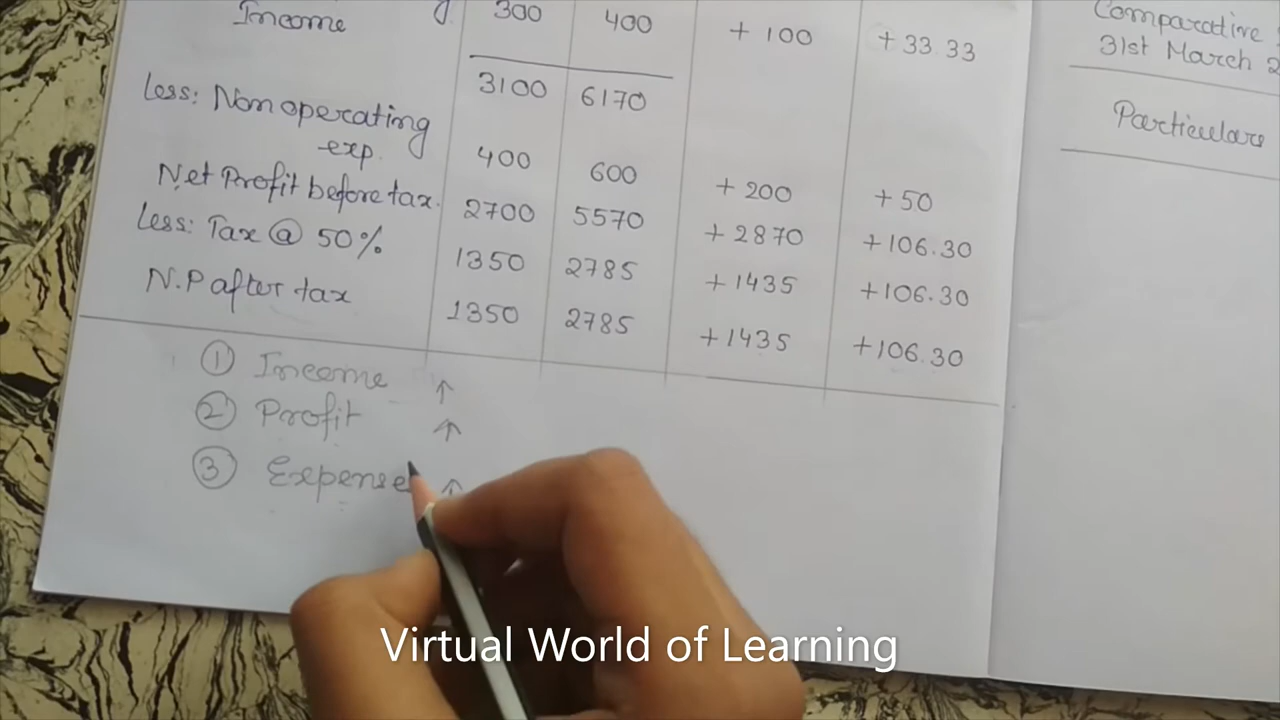 Income 300 400 + 100 + 33.33
3100 6170
Less: Non operating
exp. 400 600 + 200 + 50
Net Profit before tax. 2700 5570 + 2870 +106.30
Less: Tax @ 50% 1350 2785 +1435 +106.30
N.P after tax 1350 2785 +1435 +106.30
① Income ↑
② Profit ↑
③ Expense ↑
Comparative
31st March
Particulars
Virtual World of Learning